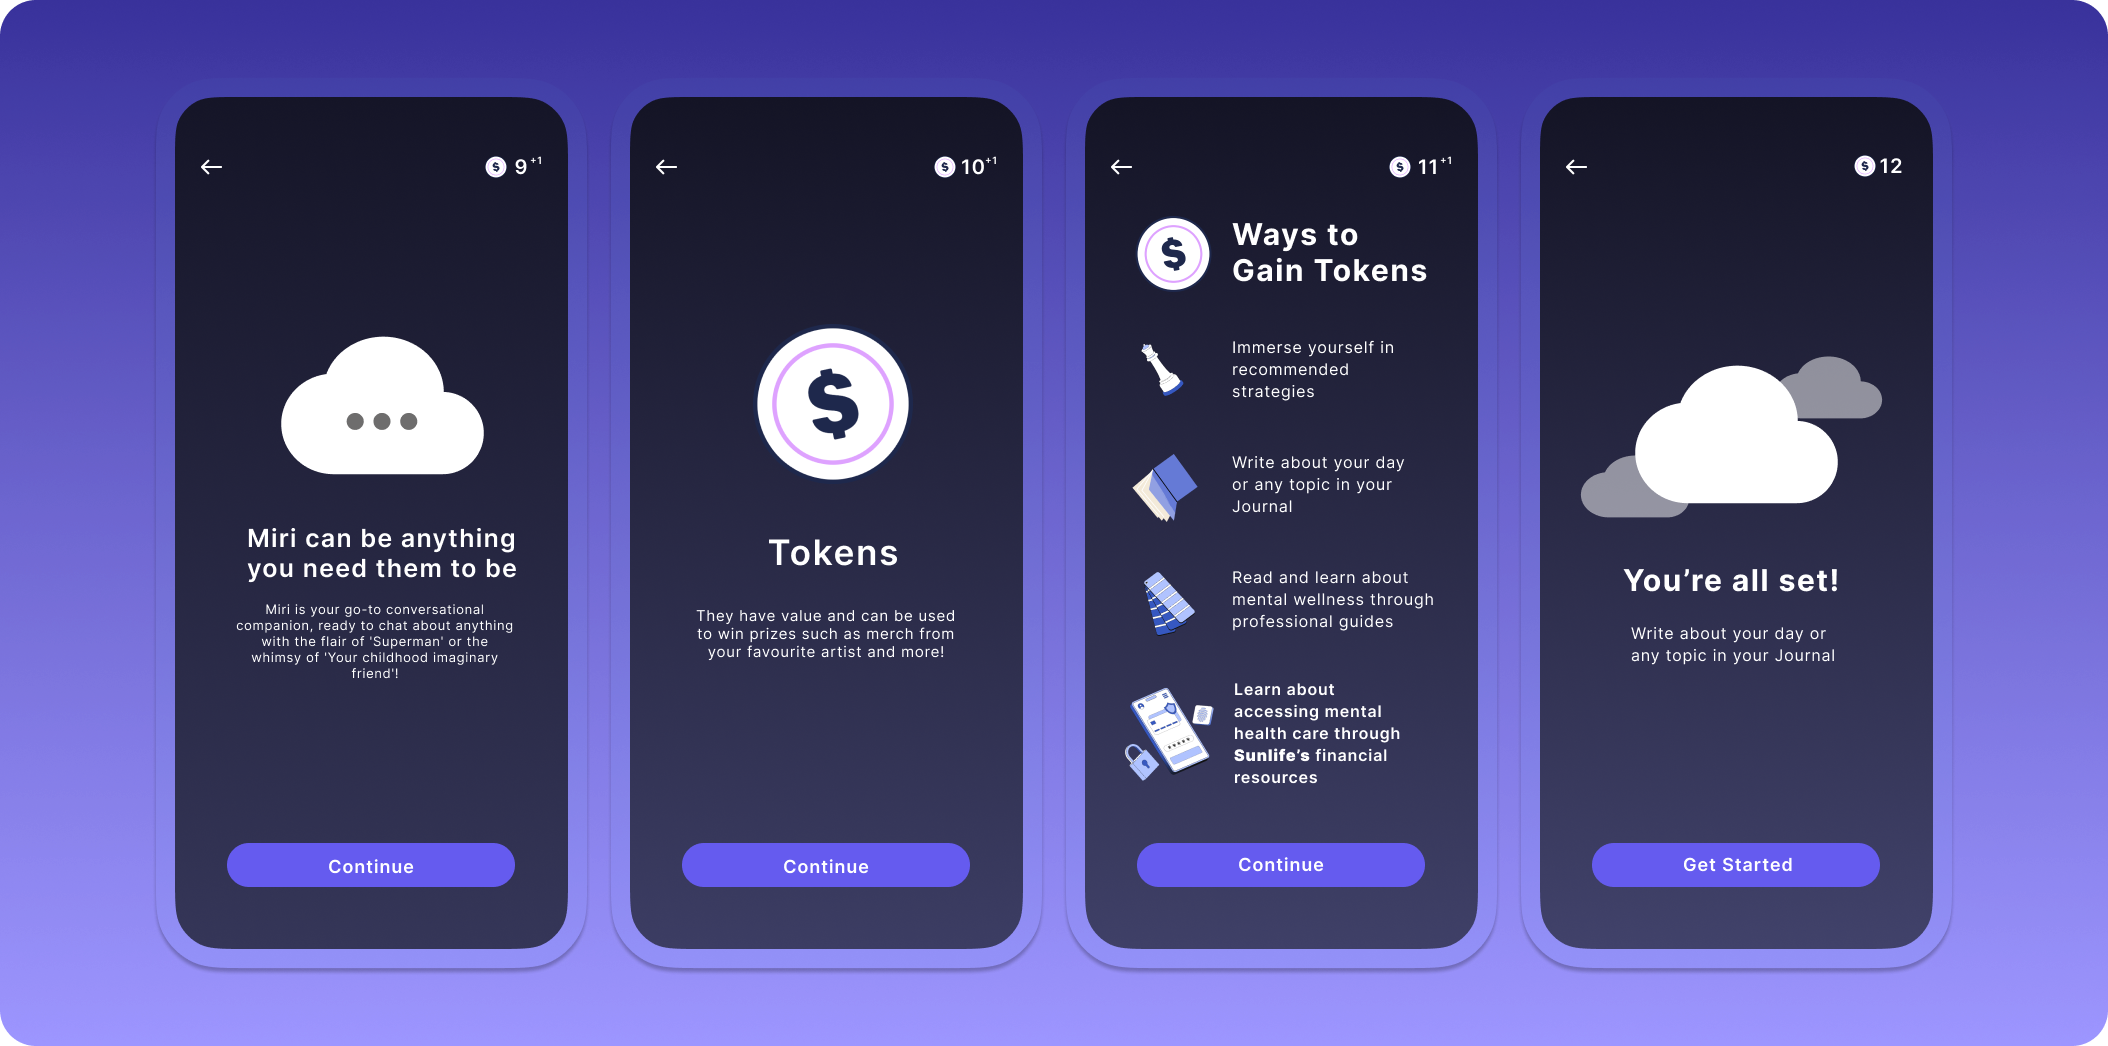 $ 9 +1
Miri can be anything
you need them to be
Miri is your go-to conversational
companion, ready to chat about anything
with the flair of 'Superman' or the
whimsy of 'Your childhood imaginary
friend'!
Continue
$ 10 +1
$
Tokens
They have value and can be used
to win prizes such as merch from
your favourite artist and more!
Continue
$ 11 +1
$
Ways to
Gain Tokens
Immerse yourself in
recommended
strategies
Write about your day
or any topic in your
Journal
Read and learn about
mental wellness through
professional guides
Learn about
accessing mental
health care through
Sunlife’s financial
resources
Continue
$ 12
You’re all set!
Write about your day or
any topic in your Journal
Get Started